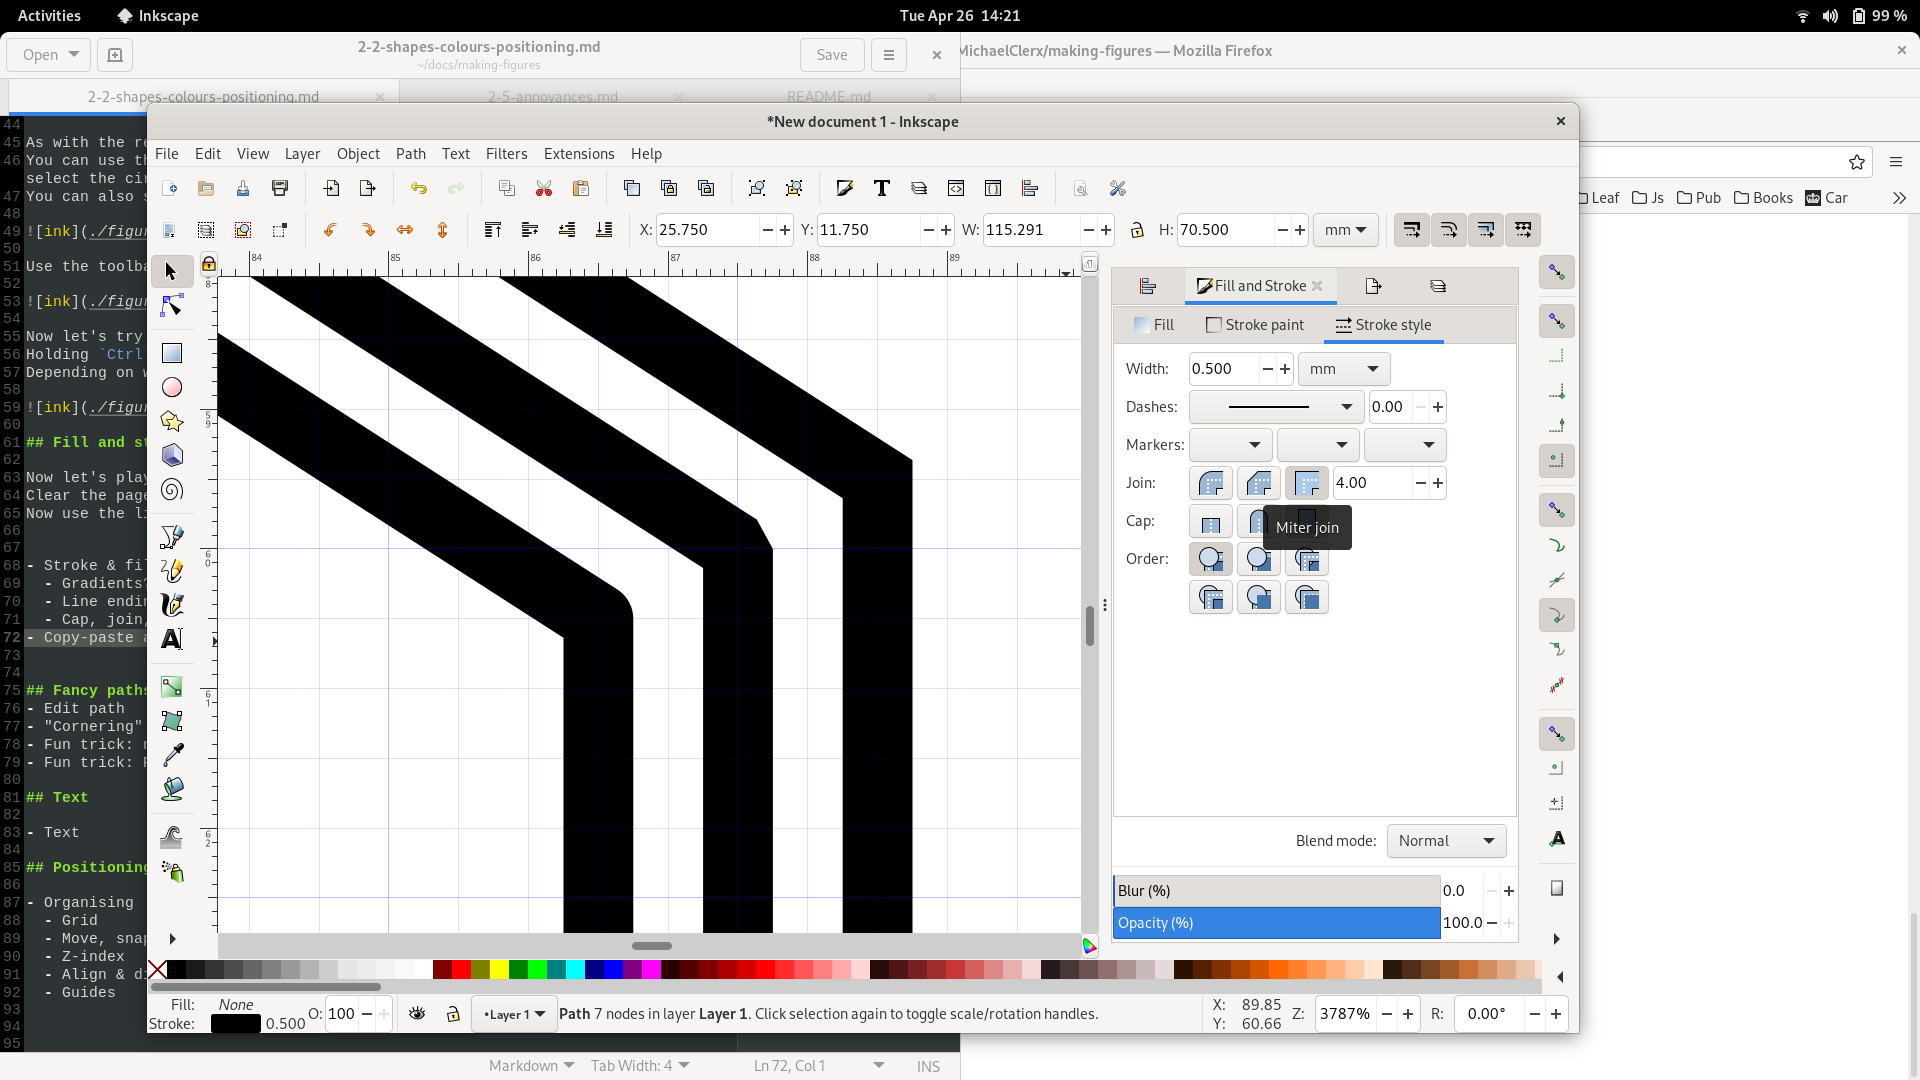 Activities
Inkscape
Tue Apr 26 14:21
99 %
Open
2-2-shapes-colours-positioning.md
~/docs/making-figures
Save
MichaelClerx/making-figures — Mozilla Firefox
2-2-shapes-colours-positioning.md
2-5-annoyances.md
README.md
*New document 1 - Inkscape
File Edit View Layer Object Path Text Filters Extensions Help
X: 25.750
Y: 11.750
W: 115.291
H: 70.500
mm
Leaf
Js
Pub
Books
Car
84 85 86 87 88 89
8
59
60
61
62
Fill and Stroke
Fill
Stroke paint
Stroke style
Width: 0.500 mm
Dashes: 0.00
Markers:
Join: 4.00
Cap:
Miter join
Order:
Blend mode: Normal
Blur (%) 0.0
Opacity (%) 100.0
44
45 As with the re
46 You can use th
select the cir
47 You can also s
48
49 ![ink](./figur
50
51 Use the toolba
52
53 ![ink](./figur
54
55 Now let's try
56 Holding `Ctrl
57 Depending on w
58
59 ![ink](./figur
60
61 ## Fill and st
62
63 Now let's play
64 Clear the page
65 Now use the li
66
67
68 - Stroke & fil
69 - Gradients?
70 - Line endin
71 - Cap, join,
72 - Copy-paste a
73
74
75 ## Fancy paths
76 - Edit path
77 - "Cornering"
78 - Fun trick: r
79 - Fun trick: P
80
81 ## Text
82
83 - Text
84
85 ## Positioning
86
87 - Organising
88 - Grid
89 - Move, snap
90 - Z-index
91 - Align & di
92 - Guides
93
94
95
Fill: None
Stroke: 0.500
O: 100
•Layer 1
Path 7 nodes in layer Layer 1. Click selection again to toggle scale/rotation handles.
X: 89.85
Y: 60.66
Z: 3787%
R: 0.00°
Markdown
Tab Width: 4
Ln 72, Col 1
INS